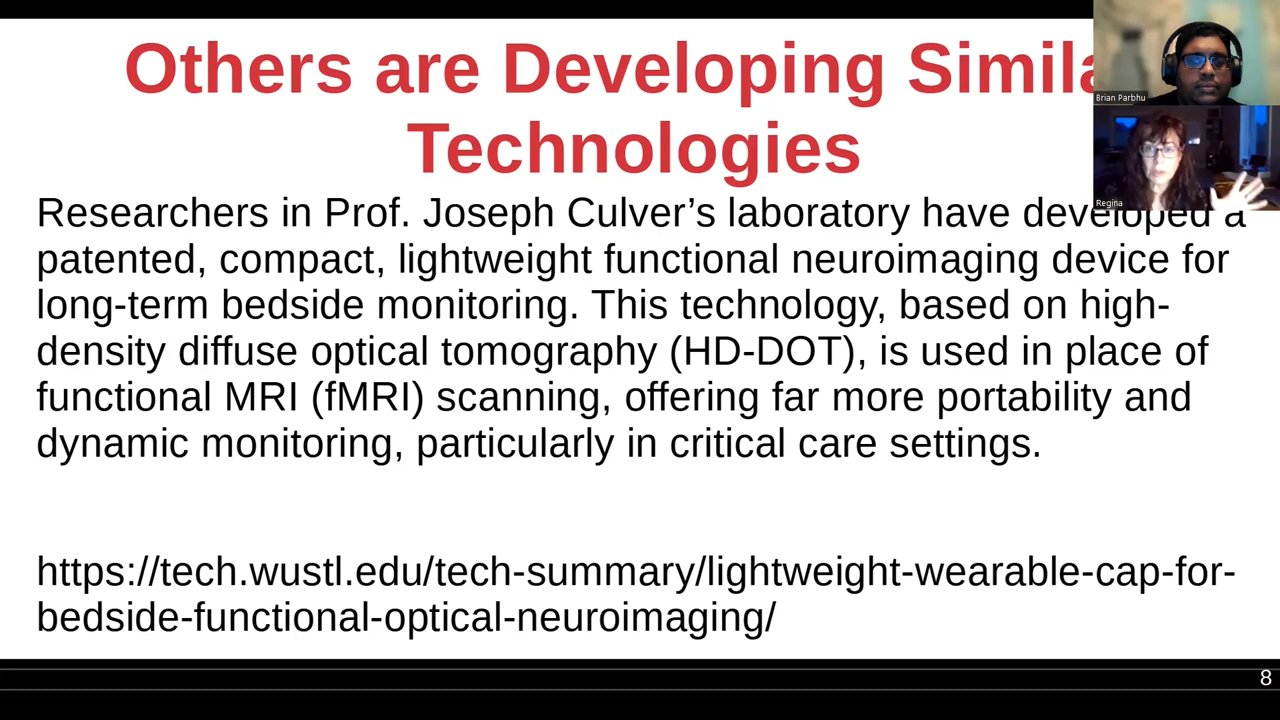 Others are Developing Simila
Technologies
Brian Parbhu
Regina
Researchers in Prof. Joseph Culver’s laboratory have developed a
patented, compact, lightweight functional neuroimaging device for
long-term bedside monitoring. This technology, based on high-
density diffuse optical tomography (HD-DOT), is used in place of
functional MRI (fMRI) scanning, offering far more portability and
dynamic monitoring, particularly in critical care settings.
https://tech.wustl.edu/tech-summary/lightweight-wearable-cap-for-
bedside-functional-optical-neuroimaging/
8